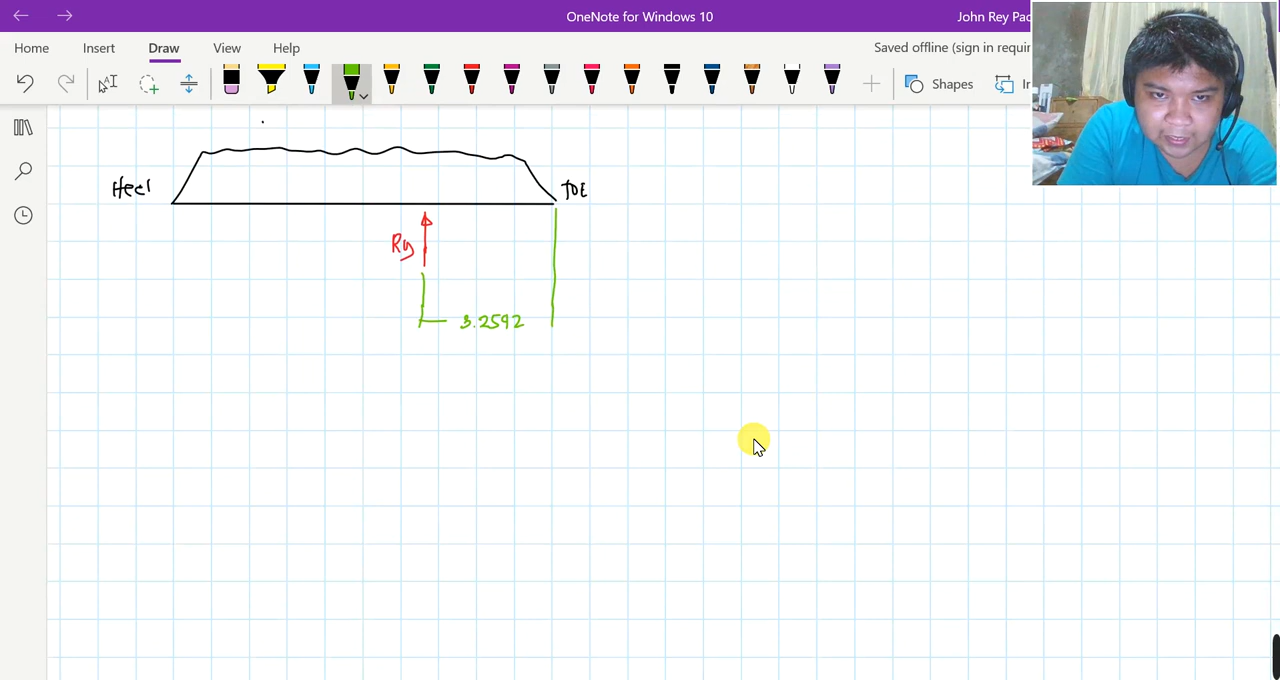 OneNote for Windows 10
John Rey Pac
Home Insert Draw View Help
Saved offline (sign in requir
Shapes
In
Heel
TOE
Ry
3.2592